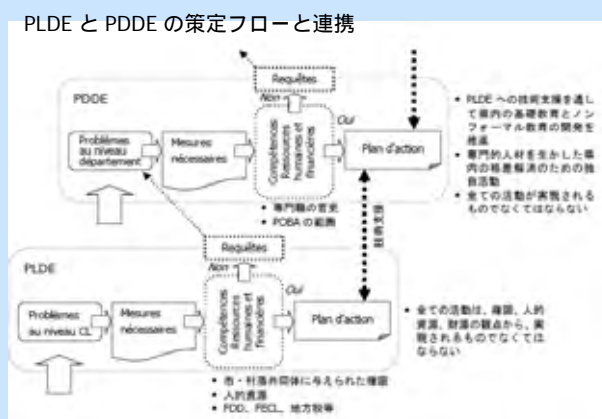 PLDE と PDDE の策定フローと連携
Requêtes
PDDE
Non
Oui
Problèmes
au niveau
département
Mesures
nécessaires
Compétences
Ressources
humaines et
financières
Plan d'action
• PLDE への技術支援を通し
て県内の基礎教育とノン
フォーマル教育の開発を
推進
• 専門的人材を生かした県
内の格差解消のための独
自活動
• 全ての活動が実現される
ものでなくてはならない
• 専門職の官吏
• POBA の範囲
技術支援
Requêtes
PLDE
Non
Oui
Problèmes
au niveau CL
Mesures
nécessaires
Compétences
Ressources
humaines et
financières
Plan d'action
• 全ての活動は、権限、人的
資源、財源の観点から、実
現されるものでなくては
ならない
• 市・村落共同体に与えられた権限
• 人的資源
• FDD、FECL、地方税等